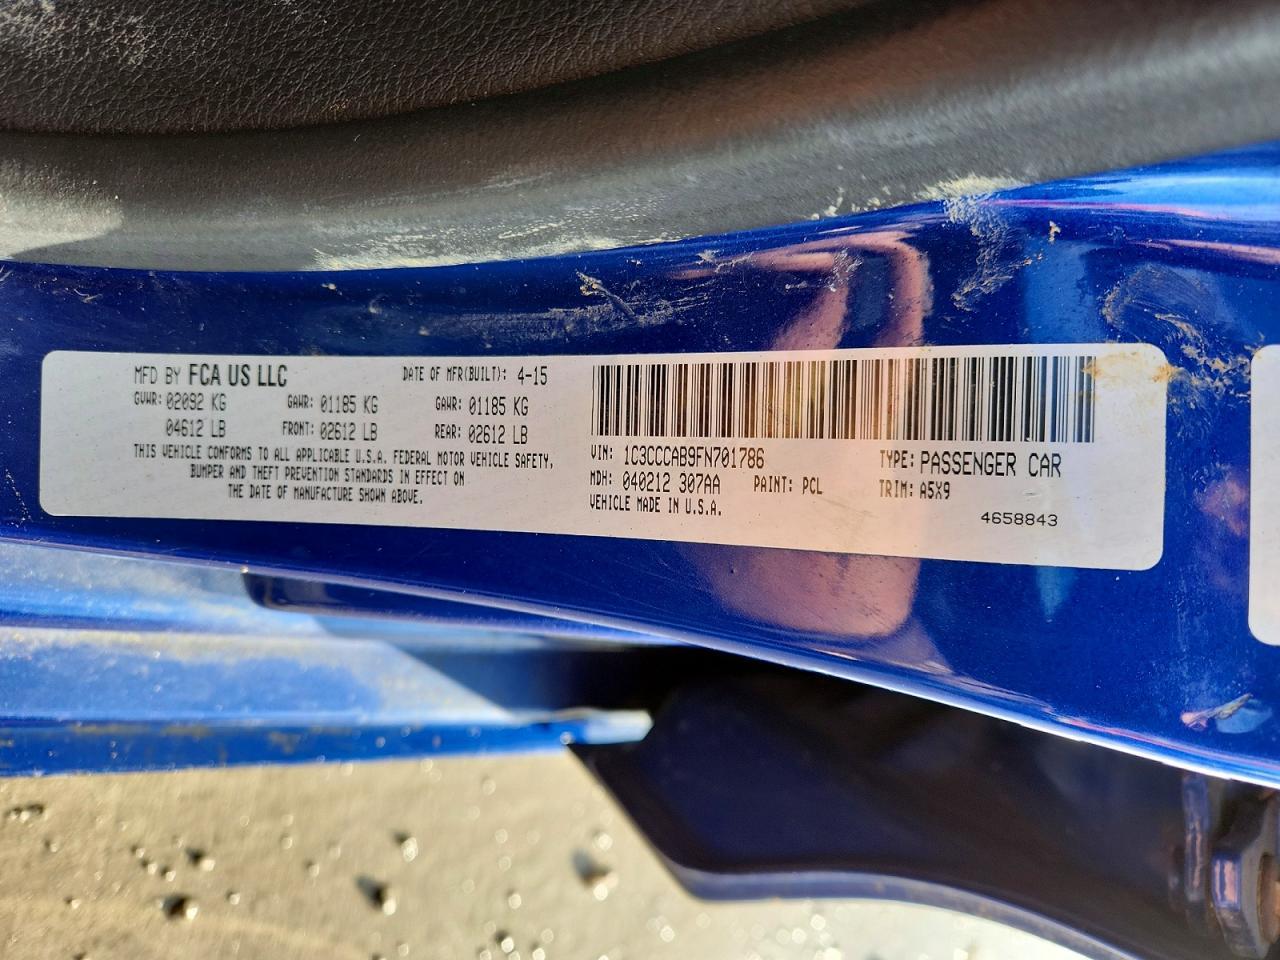 MFD BY FCA US LLC DATE OF MFR(BUILT): 4-15
GVWR: 02092 KG GAWR: 01185 KG GAWR: 01185 KG
04612 LB FRONT: 02612 LB REAR: 02612 LB
THIS VEHICLE CONFORMS TO ALL APPLICABLE U.S.A. FEDERAL MOTOR VEHICLE SAFETY,
BUMPER AND THEFT PREVENTION STANDARDS IN EFFECT ON
THE DATE OF MANUFACTURE SHOWN ABOVE.
VIN: 1C3CCCAB9FN701786 TYPE: PASSENGER CAR
MDH: 040212 307AA PAINT: PCL TRIM: A5X9
VEHICLE MADE IN U.S.A.
4658843